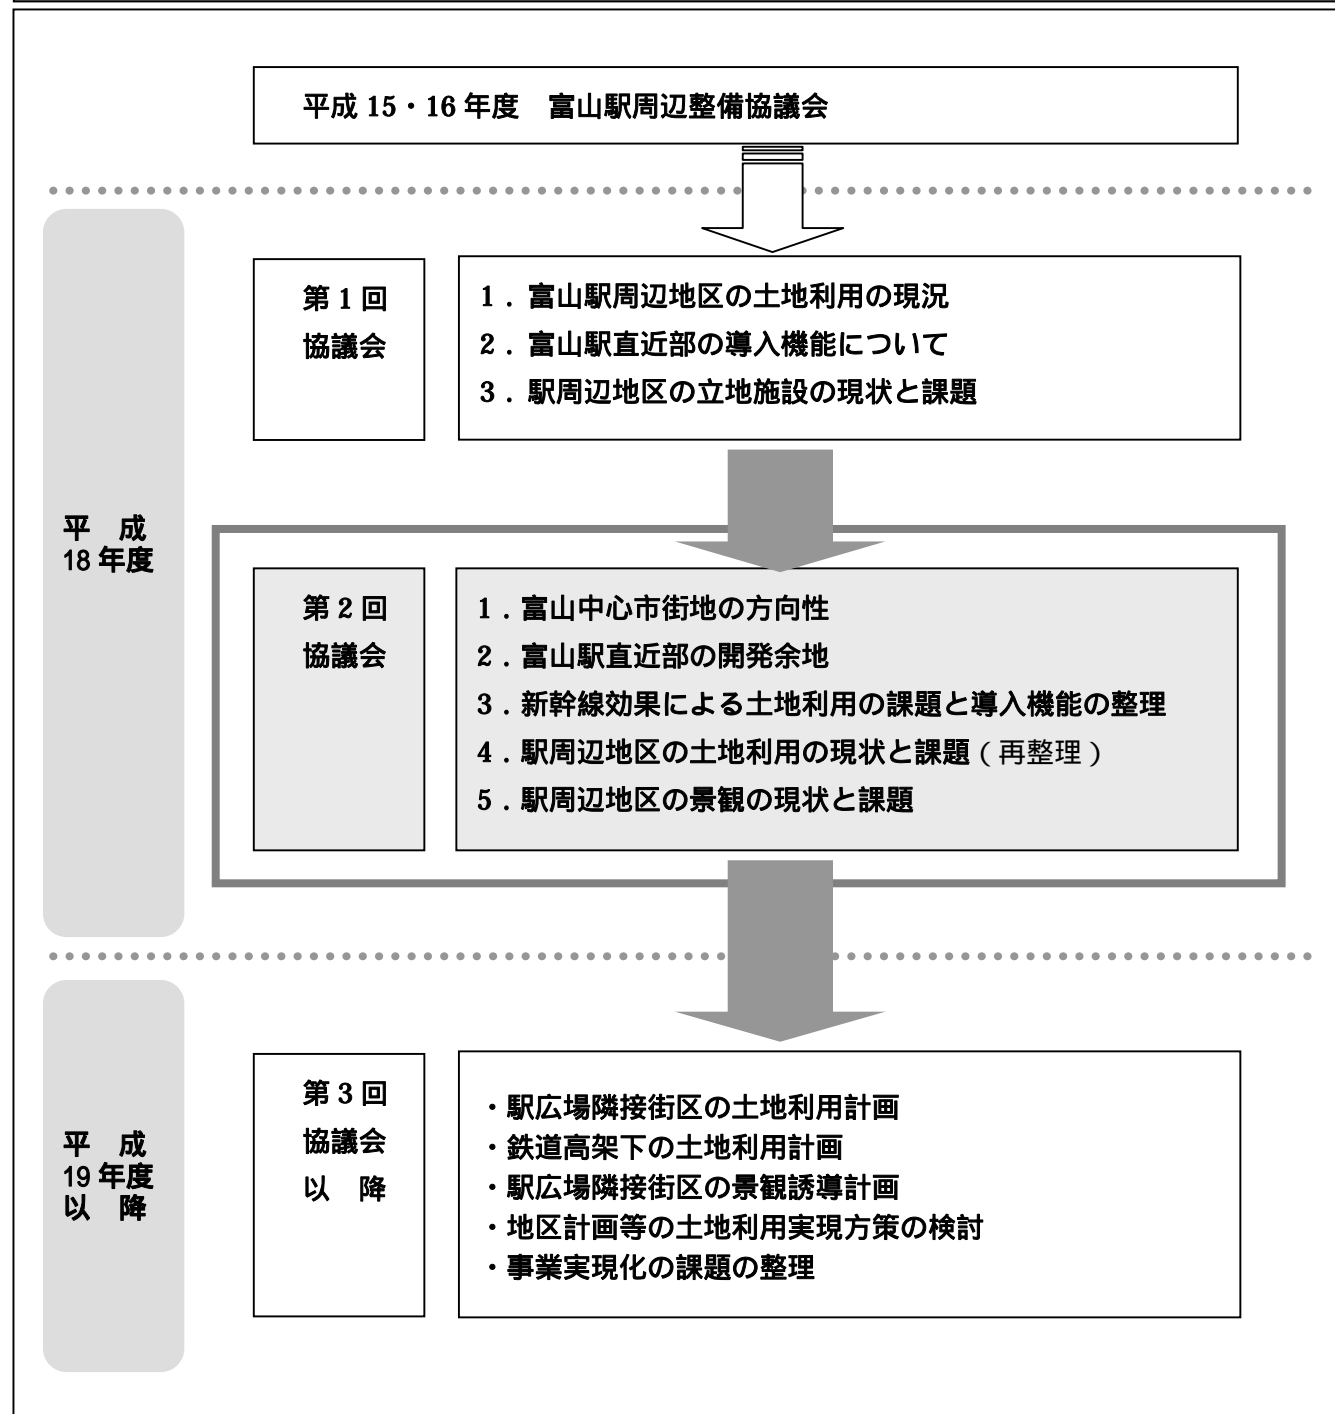 平成 15・16 年度　富山駅周辺整備協議会
平　成
18 年度
第 1 回
協議会
1．富山駅周辺地区の土地利用の現況
2．富山駅直近部の導入機能について
3．駅周辺地区の立地施設の現状と課題
第 2 回
協議会
1．富山中心市街地の方向性
2．富山駅直近部の開発余地
3．新幹線効果による土地利用の課題と導入機能の整理
4．駅周辺地区の土地利用の現状と課題（再整理）
5．駅周辺地区の景観の現状と課題
平　成
19 年度
以　降
第 3 回
協議会
以　降
・駅広場隣接街区の土地利用計画
・鉄道高架下の土地利用計画
・駅広場隣接街区の景観誘導計画
・地区計画等の土地利用実現方策の検討
・事業実現化の課題の整理